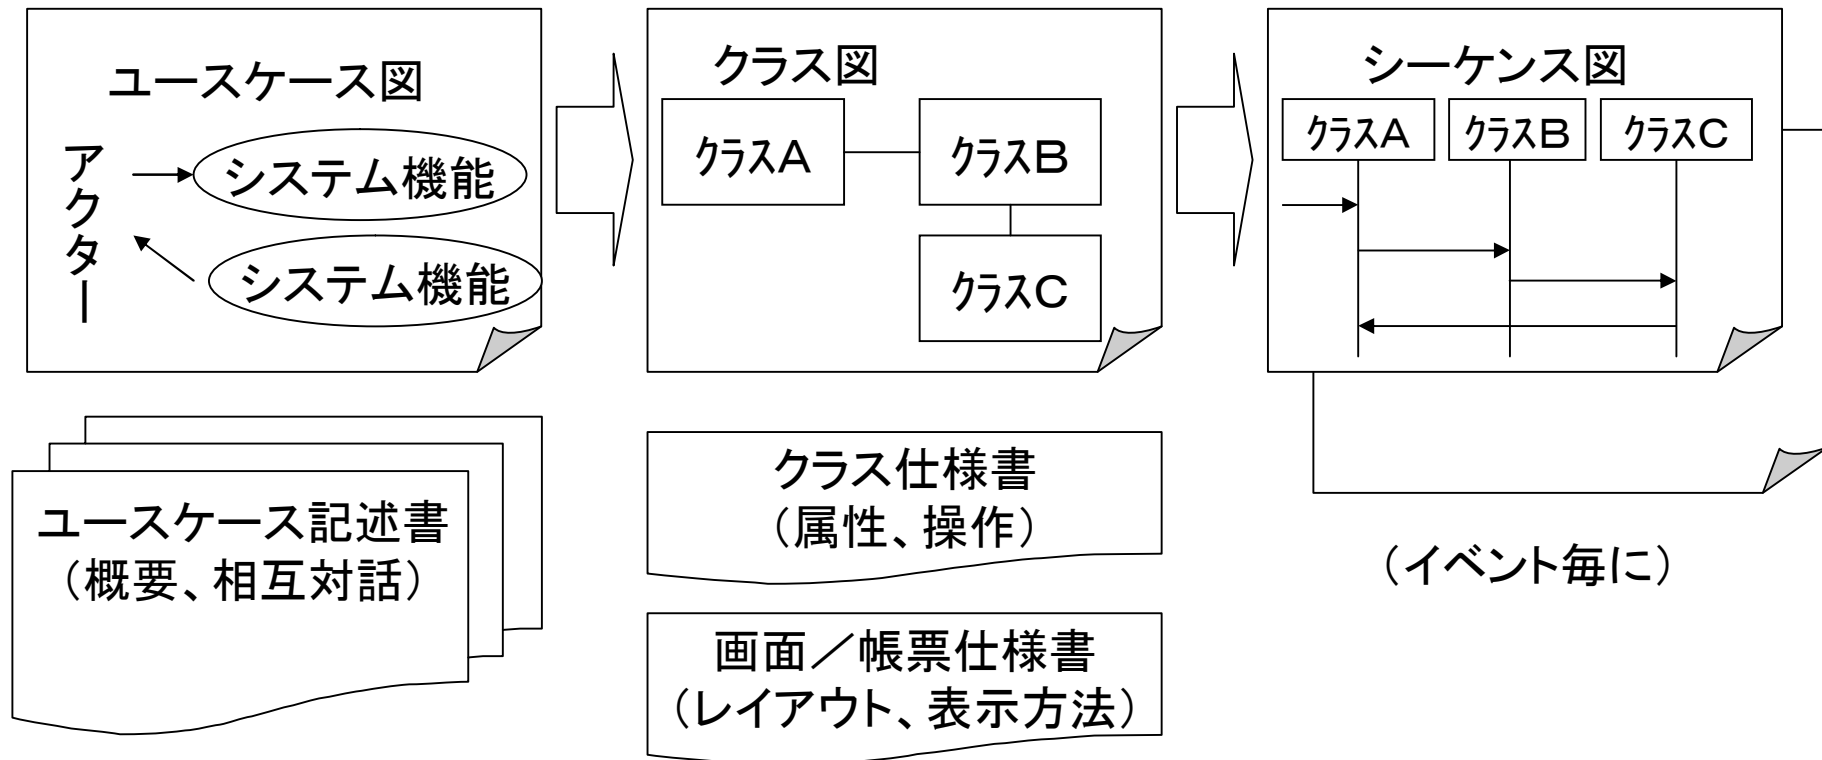 ユースケース図
アクター
システム機能
システム機能
ユースケース記述書
(概要、相互対話)
クラス図
クラスA
クラスB
クラスC
クラス仕様書
(属性、操作)
画面/帳票仕様書
(レイアウト、表示方法)
シーケンス図
クラスA
クラスB
クラスC
(イベント毎に)